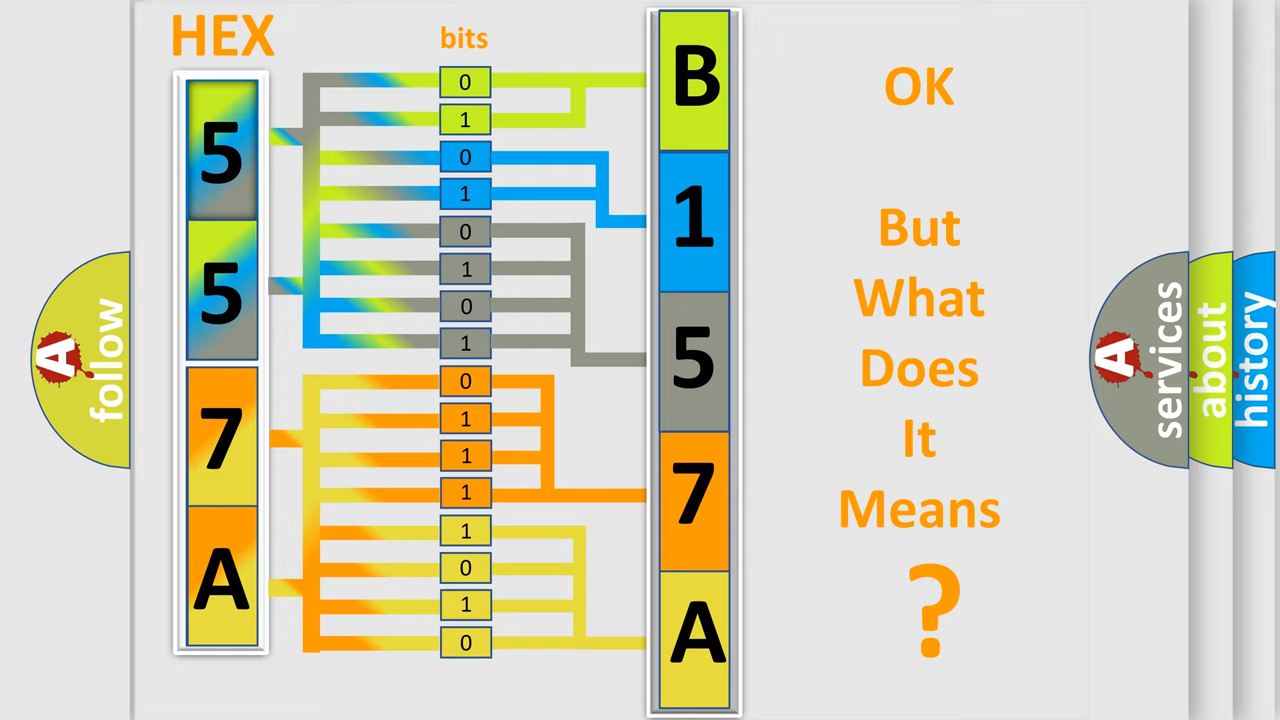 HEX
bits
5
5
7
A
0
1
0
1
0
1
0
1
0
1
1
1
1
0
1
0
B
1
5
7
A
OK
But
What
Does
It
Means
?
A
follow
A
services
about
history